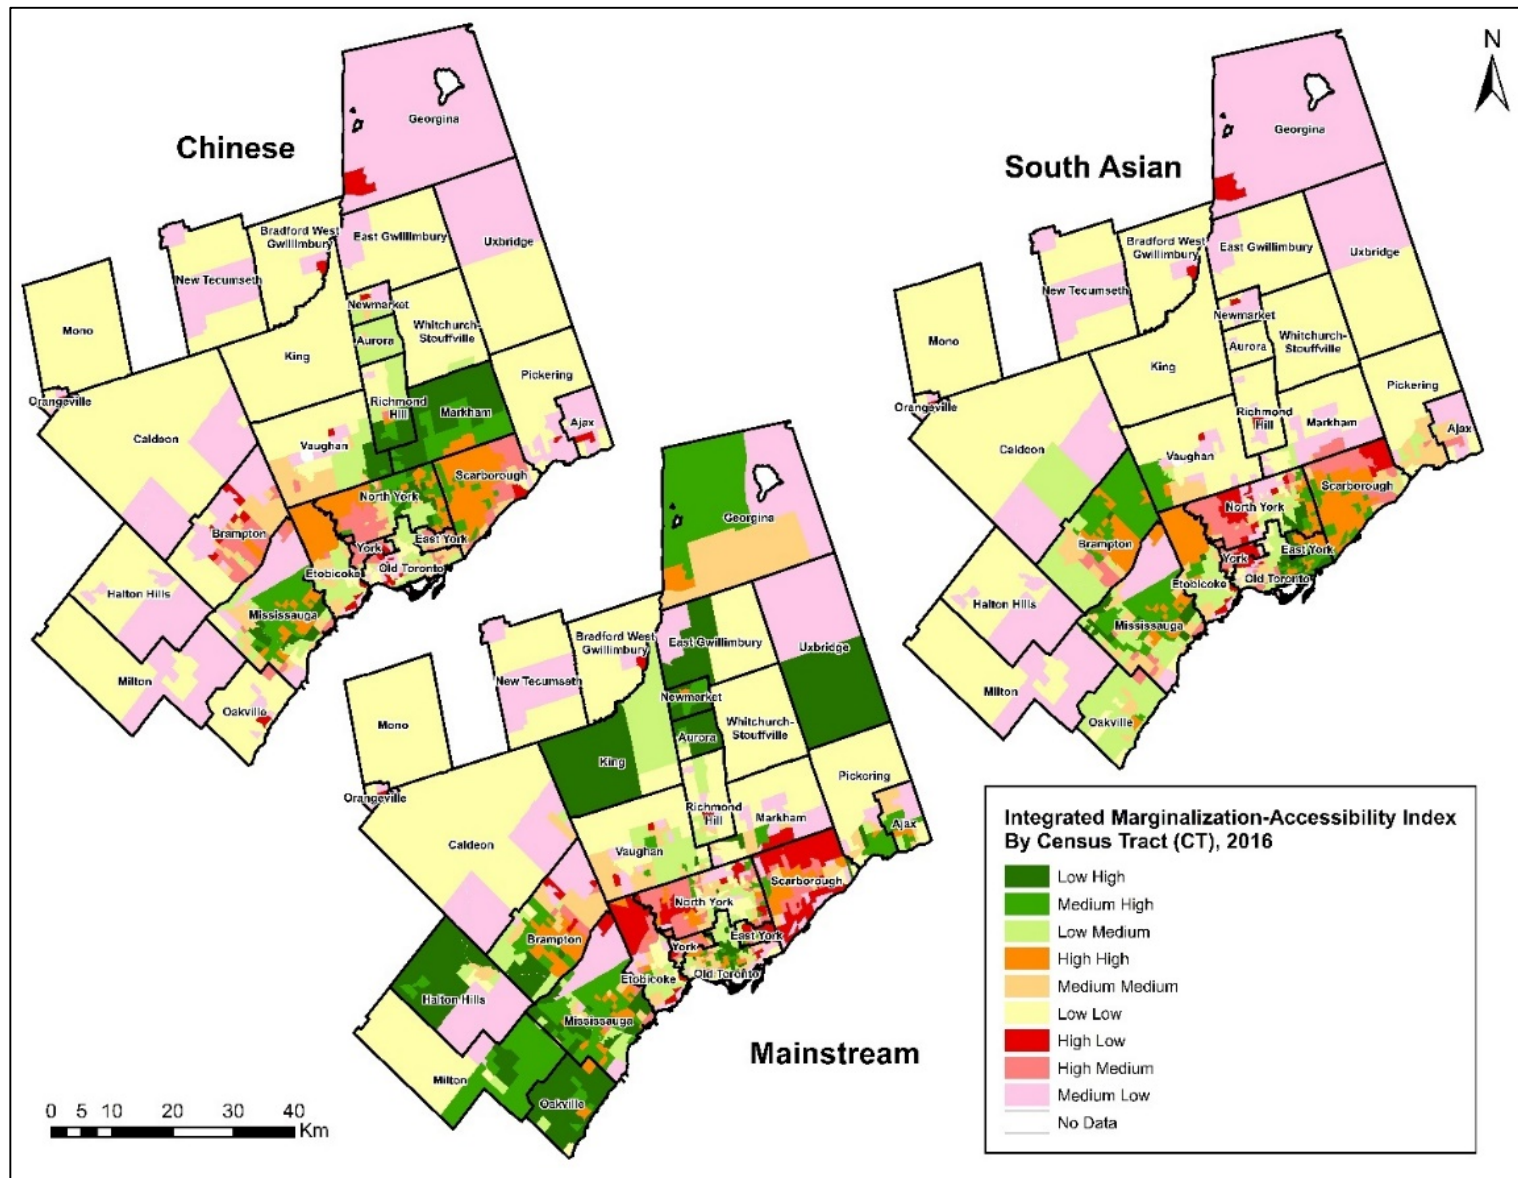 N
Chinese
Georgina
Bradford West
Gwillimbury
East Gwillimbury
Uxbridge
New Tecumseth
Mono
Newmarket
Whitchurch-
Stouffville
Aurora
King
Pickering
Orangeville
Richmond
Hill
Markham
Ajax
Caldeon
Vaughan
Scarborough
North York
Brampton
East York
York
Old Toronto
Etobicoke
Halton Hills
Mississauga
Milton
Oakville
South Asian
Georgina
Bradford West
Gwillimbury
East Gwillimbury
Uxbridge
New Tecumseth
Newmarket
Whitchurch-
Stouffville
Mono
Aurora
King
Pickering
Orangeville
Richmond
Hill
Markham
Ajax
Caldeon
Vaughan
Scarborough
North York
Brampton
East York
York
Old Toronto
Etobicoke
Halton Hills
Mississauga
Milton
Oakville
Georgina
Bradford West
Gwillimbury
East Gwillimbury
Uxbridge
New Tecumseth
Newmarket
Mono
Whitchurch-
Stouffville
Aurora
King
Pickering
Orangeville
Richmond
Hill
Markham
Ajax
Caldeon
Vaughan
Scarborough
North York
Brampton
East York
York
Old Toronto
Etobicoke
Halton Hills
Mississauga
Milton
Oakville
Mainstream
0 5 10 20 30 40
Km
Integrated Marginalization-Accessibility Index
By Census Tract (CT), 2016
Low High
Medium High
Low Medium
High High
Medium Medium
Low Low
High Low
High Medium
Medium Low
No Data